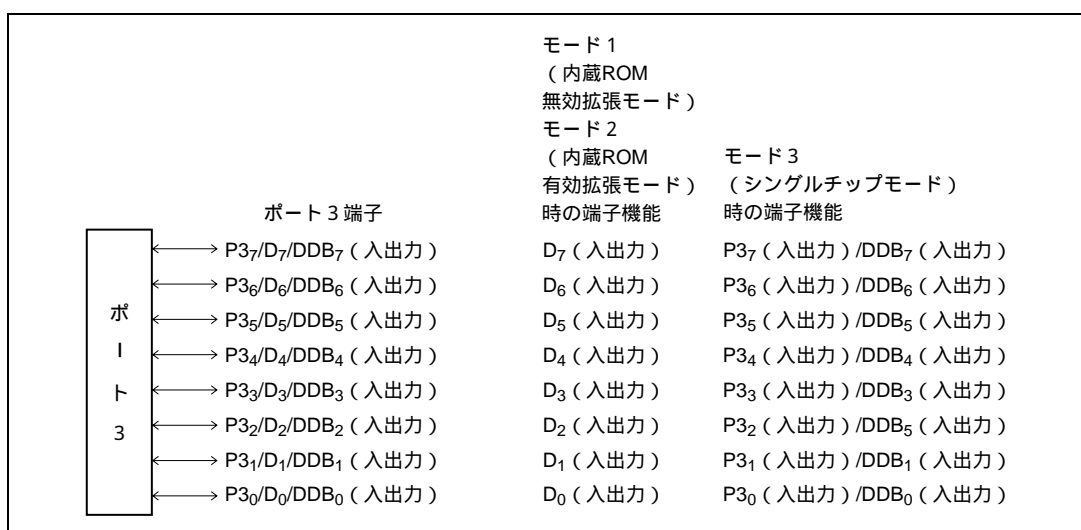 モード1
(内蔵ROM
無効拡張モード)
モード2
(内蔵ROM
有効拡張モード)
時の端子機能
モード3
(シングルチップモード)
時の端子機能
ポート3端子
ポート3
P3₇/D₇/DDB₇(入出力) D₇(入出力) P3₇(入出力)/DDB₇(入出力)
P3₆/D₆/DDB₆(入出力) D₆(入出力) P3₆(入出力)/DDB₆(入出力)
P3₅/D₅/DDB₅(入出力) D₅(入出力) P3₅(入出力)/DDB₅(入出力)
P3₄/D₄/DDB₄(入出力) D₄(入出力) P3₄(入出力)/DDB₄(入出力)
P3₃/D₃/DDB₃(入出力) D₃(入出力) P3₃(入出力)/DDB₃(入出力)
P3₂/D₂/DDB₂(入出力) D₂(入出力) P3₂(入出力)/DDB₅(入出力)
P3₁/D₁/DDB₁(入出力) D₁(入出力) P3₁(入出力)/DDB₁(入出力)
P3₀/D₀/DDB₀(入出力) D₀(入出力) P3₀(入出力)/DDB₀(入出力)